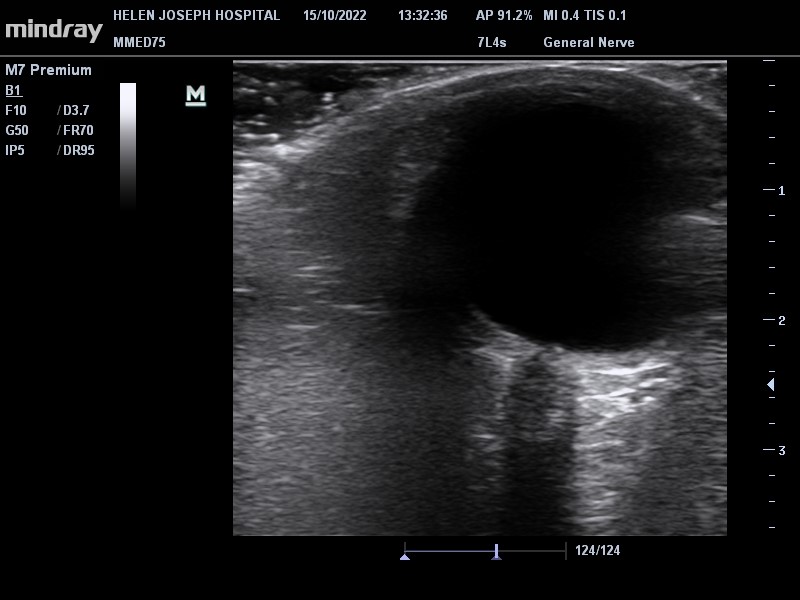 mindray
HELEN JOSEPH HOSPITAL 15/10/2022 13:32:36 AP 91.2% MI 0.4 TIS 0.1
MMED75 7L4s General Nerve
M7 Premium
B1
F10 / D3.7
G50 / FR70
IP5 / DR95
M
1
2
3
124/124